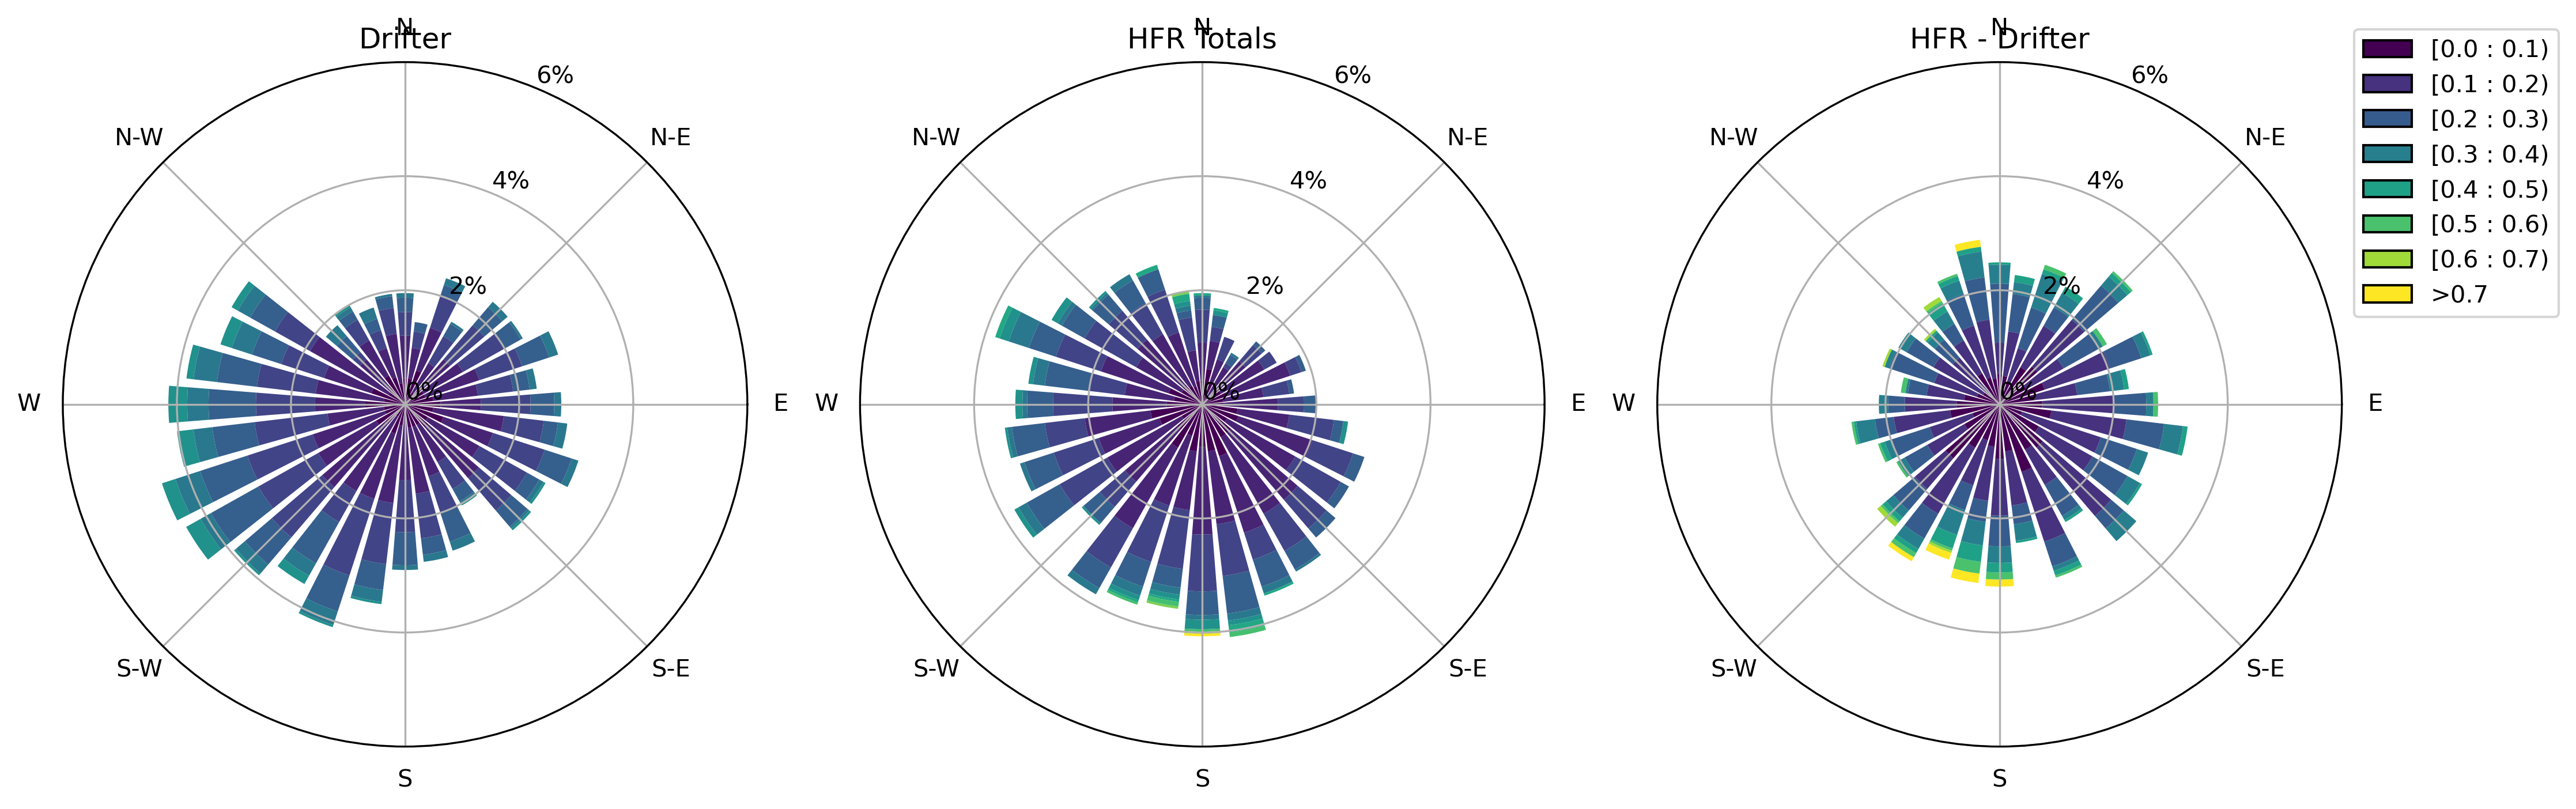 Drifter
N
N-E
E
S-E
S
S-W
W
N-W
0%
2%
4%
6%
HFR Totals
N
N-E
E
S-E
S
S-W
W
N-W
0%
2%
4%
6%
HFR - Drifter
N
N-E
E
S-E
S
S-W
W
N-W
0%
2%
4%
6%
[0.0 : 0.1)
[0.1 : 0.2)
[0.2 : 0.3)
[0.3 : 0.4)
[0.4 : 0.5)
[0.5 : 0.6)
[0.6 : 0.7)
>0.7